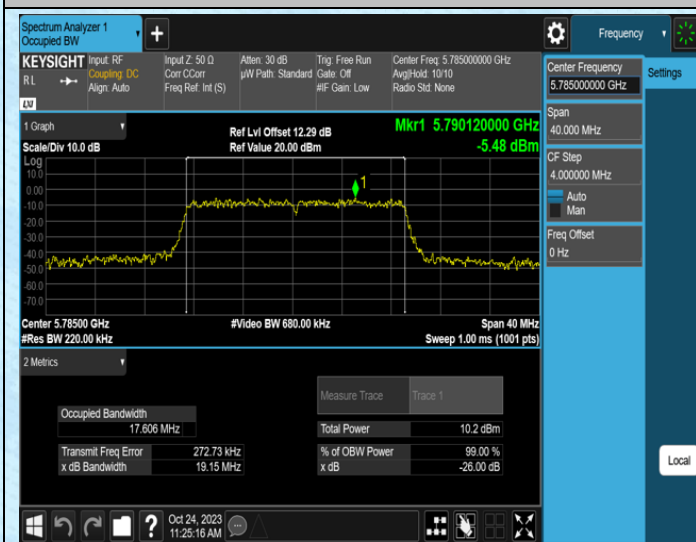 Spectrum Analyzer 1
Occupied BW
+
Frequency
KEYSIGHT
Input: RF
Input Z: 50 Ω
Atten: 30 dB
Trig: Free Run
Center Freq: 5.785000000 GHz
RL
Coupling: DC
Corr CCorr
µW Path: Standard
Gate: Off
Avg|Hold: 10/10
Align: Auto
Freq Ref: Int (S)
#IF Gain: Low
Radio Std: None
LXI
Center Frequency
5.785000000 GHz
Settings
Span
40.000 MHz
CF Step
4.000000 MHz
Auto
Man
Freq Offset
0 Hz
1 Graph
Ref Lvl Offset 12.29 dB
Mkr1 5.790120000 GHz
Scale/Div 10.0 dB
Ref Value 20.00 dBm
-5.48 dBm
Log
10.0
0.00
-10.0
-20.0
-30.0
-40.0
-50.0
-60.0
-70.0
1
Center 5.78500 GHz
#Video BW 680.00 kHz
Span 40 MHz
#Res BW 220.00 kHz
Sweep 1.00 ms (1001 pts)
2 Metrics
Measure Trace
Trace 1
Occupied Bandwidth
17.606 MHz
Total Power
10.2 dBm
Transmit Freq Error
272.73 kHz
% of OBW Power
99.00 %
x dB Bandwidth
19.15 MHz
x dB
-26.00 dB
Local
?
Oct 24, 2023
11:25:16 AM